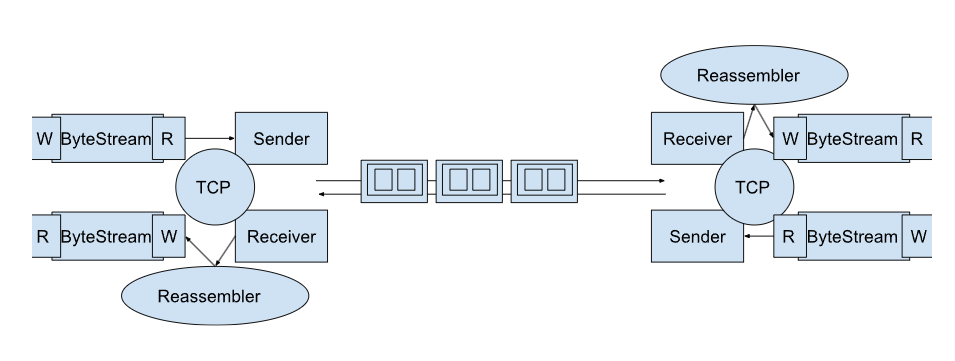 Reassembler
W ByteStream R
Sender
Receiver
W ByteStream R
TCP
TCP
R ByteStream W
Receiver
Sender
R ByteStream W
Reassembler